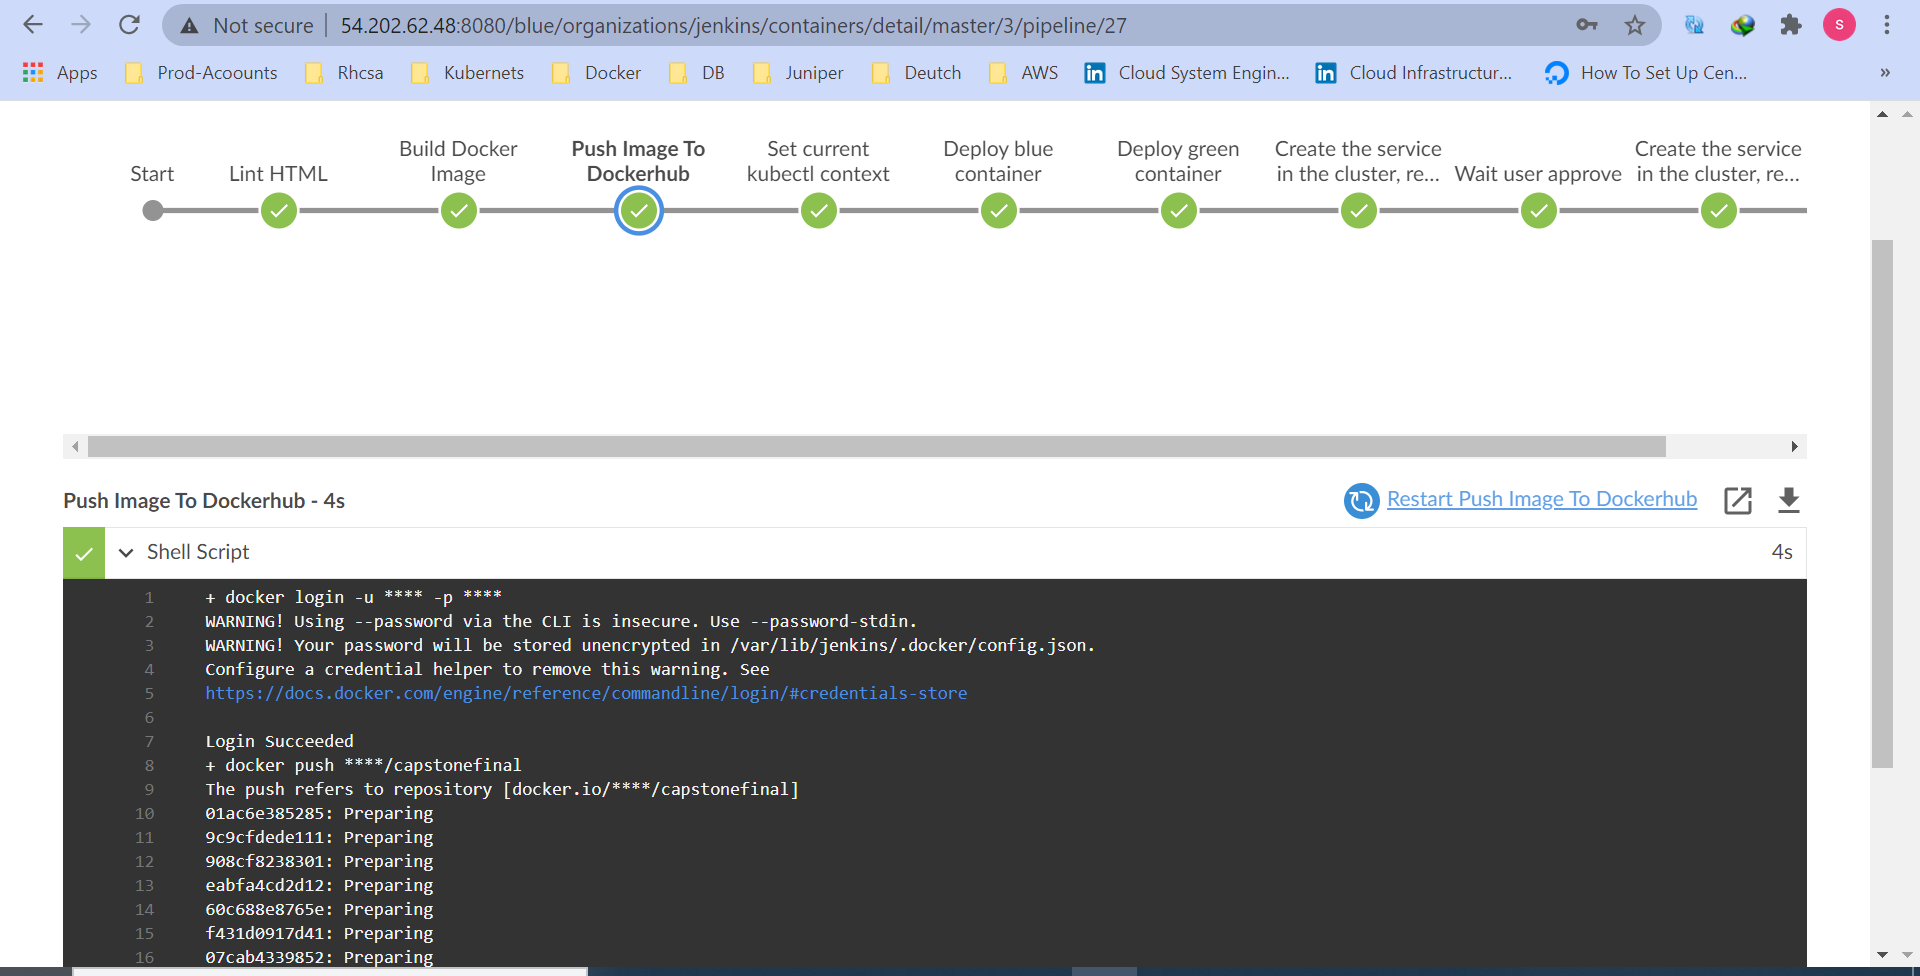 Not secure | 54.202.62.48:8080/blue/organizations/jenkins/containers/detail/master/3/pipeline/27
S
Apps Prod-Acoounts Rhcsa Kubernets Docker DB Juniper Deutch AWS Cloud System Engin... Cloud Infrastructur... How To Set Up Cen... »
Start
Lint HTML
Build Docker
Image
Push Image To
Dockerhub
Set current
kubectl context
Deploy blue
container
Deploy green
container
Create the service
in the cluster, re...
Wait user approve
Create the service
in the cluster, re...
Push Image To Dockerhub - 4s
Restart Push Image To Dockerhub
Shell Script 4s
1 + docker login -u **** -p ****
2 WARNING! Using --password via the CLI is insecure. Use --password-stdin.
3 WARNING! Your password will be stored unencrypted in /var/lib/jenkins/.docker/config.json.
4 Configure a credential helper to remove this warning. See
5 https://docs.docker.com/engine/reference/commandline/login/#credentials-store
6
7 Login Succeeded
8 + docker push ****/capstonefinal
9 The push refers to repository [docker.io/****/capstonefinal]
10 01ac6e385285: Preparing
11 9c9cfdede111: Preparing
12 908cf8238301: Preparing
13 eabfa4cd2d12: Preparing
14 60c688e8765e: Preparing
15 f431d0917d41: Preparing
16 07cab4339852: Preparing